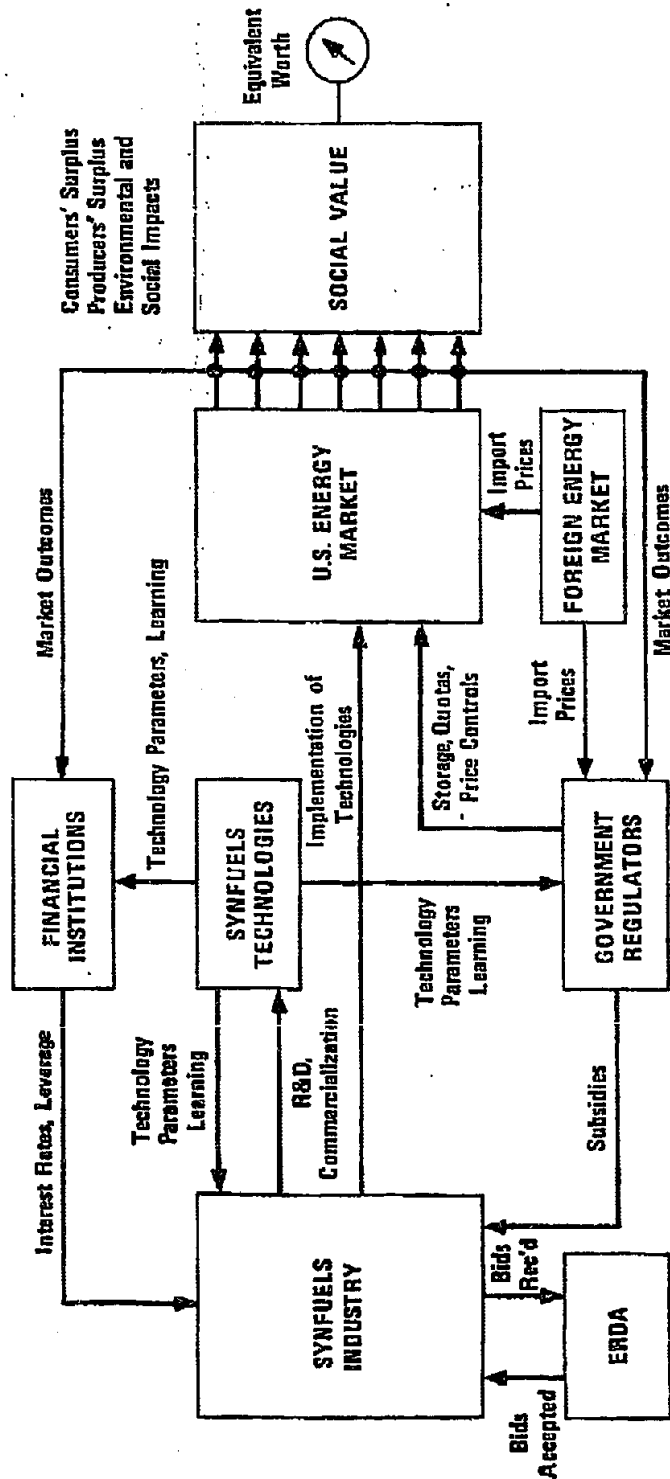 Interest Rates, Leverage
FINANCIAL
INSTITUTIONS
Market Outcomes
Consumers' Surplus
Producers' Surplus
Environmental and
Social Impacts
Technology Parameters, Learning
Technology
Parameters
Learning
SYNFUELS
TECHNOLOGIES
R&D,
Commercialization
Implementation of
Technologies
SYNFUELS
INDUSTRY
U.S. ENERGY
MARKET
SOCIAL VALUE
Equivalent
Worth
Technology
Parameters
Learning
Storage, Quotas,
- Price Controls
Import
Prices
Bids
Rec'd
Bids
Accepted
ERDA
Subsidies
GOVERNMENT
REGULATORS
Import
Prices
FOREIGN ENERGY
MARKET
Market Outcomes